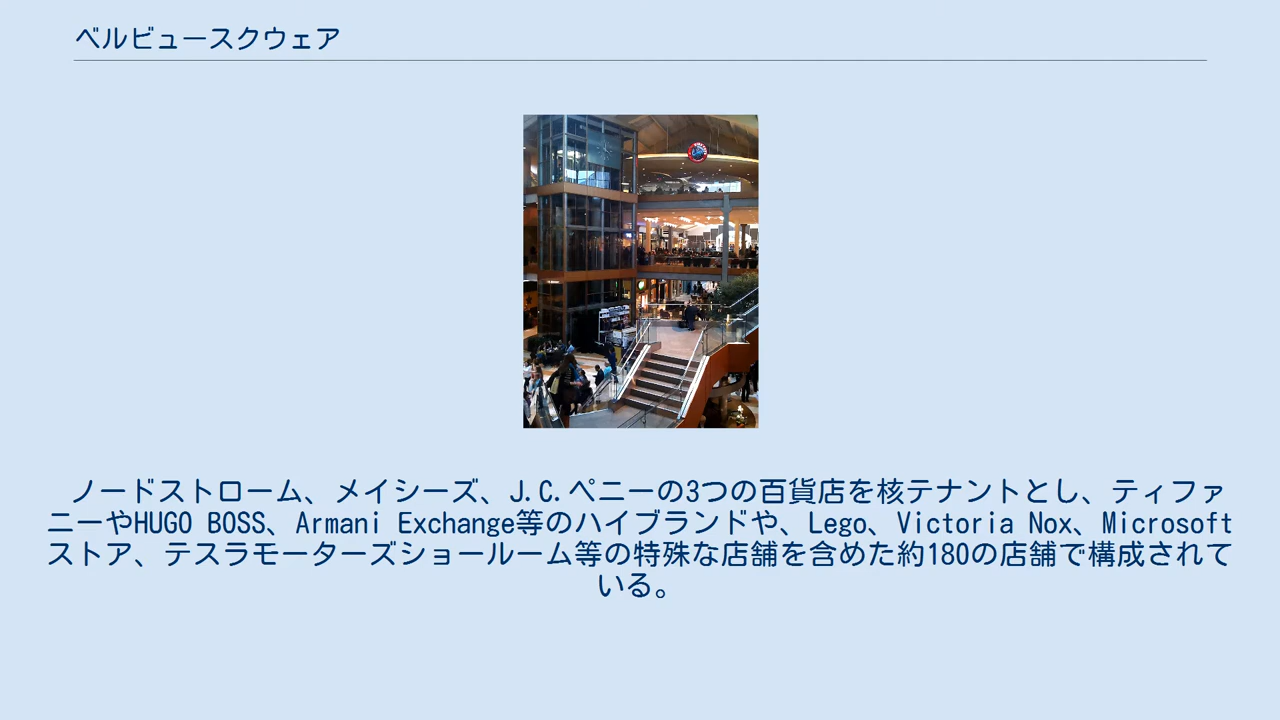 ベルビュースクウェア
ノードストローム、メイシーズ、J.C.ペニーの3つの百貨店を核テナントとし、ティファ
ニーやHUGO BOSS、Armani Exchange等のハイブランドや、Lego、Victoria Nox、Microsoft
ストア、テスラモーターズショールーム等の特殊な店舗を含めた約180の店舗で構成されて
いる。